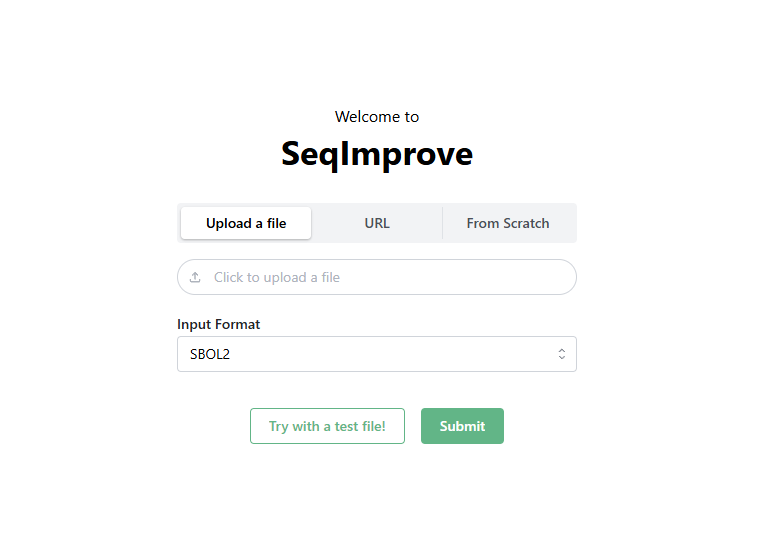 Welcome to
SeqImprove
Upload a file URL From Scratch
Click to upload a file
Input Format
SBOL2
Try with a test file! Submit